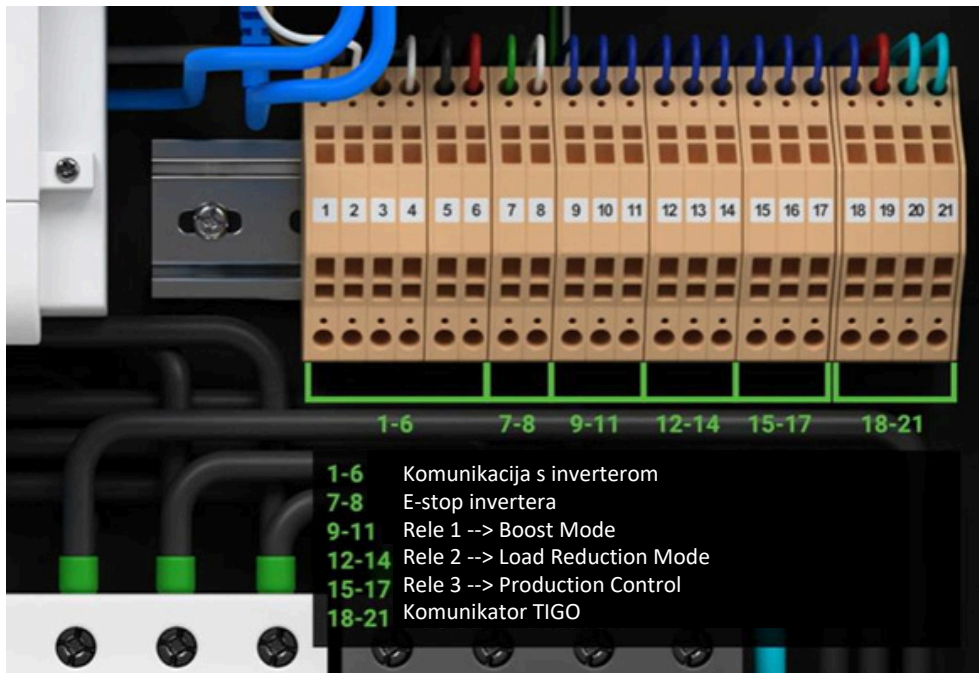 1 2 3 4 5 6 7 8 9 10 11 12 13 14 15 16 17 18 19 20 21
1-6 7-8 9-11 12-14 15-17 18-21
1-6 Komunikacija s inverterom
7-8 E-stop invertera
9-11 Rele 1 --> Boost Mode
12-14 Rele 2 --> Load Reduction Mode
15-17 Rele 3 --> Production Control
18-21 Komunikator TIGO